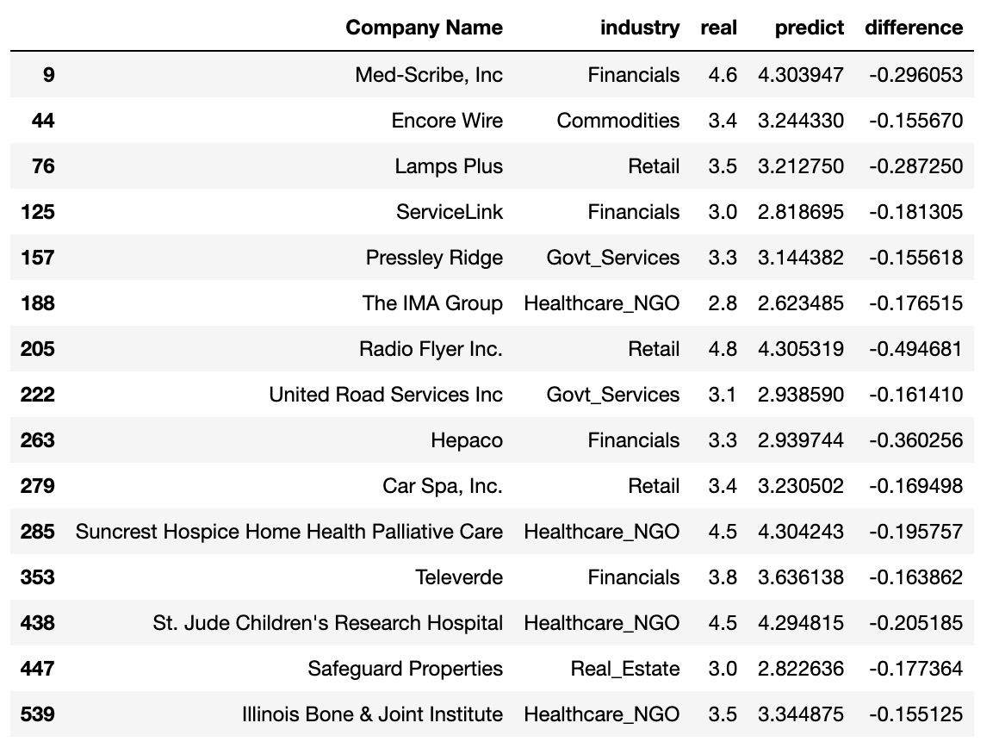 Company Name industry real predict difference
9 Med-Scribe, Inc Financials 4.6 4.303947 -0.296053
44 Encore Wire Commodities 3.4 3.244330 -0.155670
76 Lamps Plus Retail 3.5 3.212750 -0.287250
125 ServiceLink Financials 3.0 2.818695 -0.181305
157 Pressley Ridge Govt_Services 3.3 3.144382 -0.155618
188 The IMA Group Healthcare_NGO 2.8 2.623485 -0.176515
205 Radio Flyer Inc. Retail 4.8 4.305319 -0.494681
222 United Road Services Inc Govt_Services 3.1 2.938590 -0.161410
263 Hepaco Financials 3.3 2.939744 -0.360256
279 Car Spa, Inc. Retail 3.4 3.230502 -0.169498
285 Suncrest Hospice Home Health Palliative Care Healthcare_NGO 4.5 4.304243 -0.195757
353 Televerde Financials 3.8 3.636138 -0.163862
438 St. Jude Children's Research Hospital Healthcare_NGO 4.5 4.294815 -0.205185
447 Safeguard Properties Real_Estate 3.0 2.822636 -0.177364
539 Illinois Bone & Joint Institute Healthcare_NGO 3.5 3.344875 -0.155125